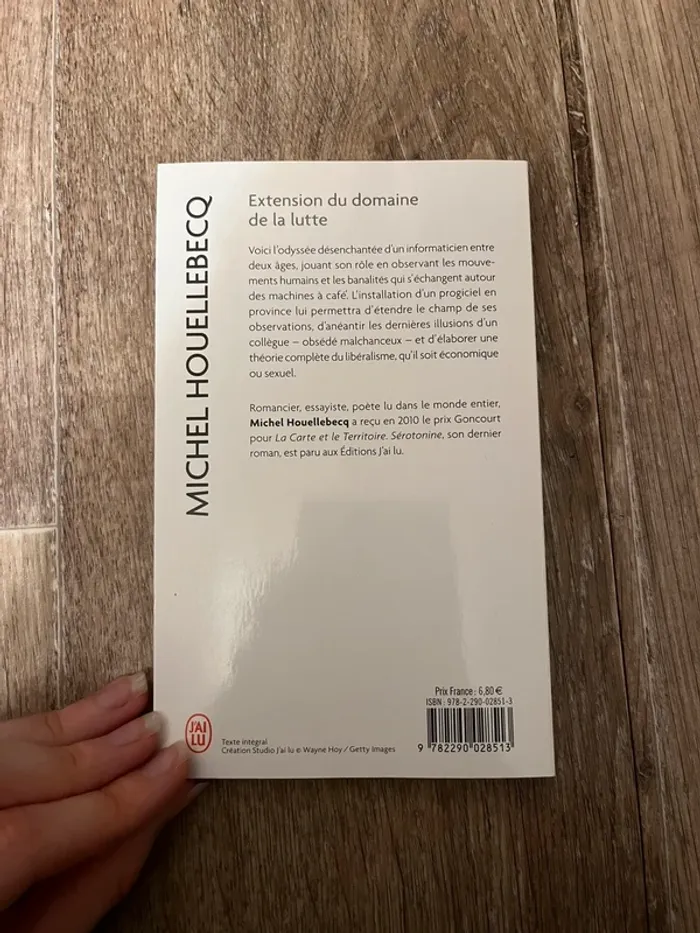 MICHEL HOUELLEBECQ
Extension du domaine
de la lutte
Voici l'odyssée désenchantée d'un informaticien entre
deux âges, jouant son rôle en observant les mouve-
ments humains et les banalités qui s'échangent autour
des machines à café. L'installation d'un progiciel en
province lui permettra d'étendre le champ de ses
observations, d'anéantir les dernières illusions d'un
collègue – obsédé malchanceux – et d'élaborer une
théorie complète du libéralisme, qu'il soit économique
ou sexuel.
Romancier, essayiste, poète lu dans le monde entier,
Michel Houellebecq a reçu en 2010 le prix Goncourt
pour La Carte et le Territoire. Sérotonine, son dernier
roman, est paru aux Éditions J'ai lu.
Prix France : 6,80 €
ISBN : 978-2-290-02851-3
9 782290 028513
J'AI
LU
Texte intégral
Création Studio J'ai lu © Wayne Hoy / Getty Images